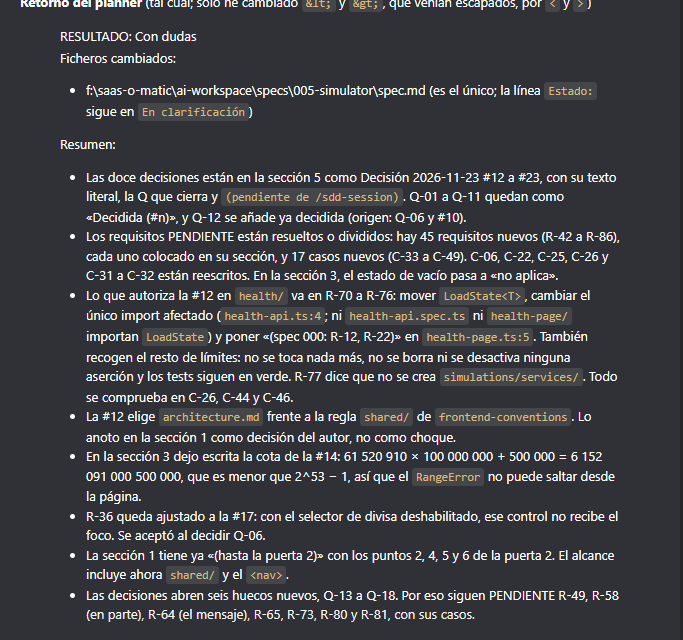 Retorno del planner (tal cual; solo he cambiado &lt; y &gt;, que venían escapados, por < y >)
RESULTADO: Con dudas
Ficheros cambiados:
• f:\saas-o-matic\ai-workspace\specs\005-simulator\spec.md (es el único; la línea Estado:
sigue en En clarificación)
Resumen:
• Las doce decisiones están en la sección 5 como Decisión 2026-11-23 #12 a #23, con su texto
literal, la Q que cierra y (pendiente de /sdd-session). Q-01 a Q-11 quedan como
«Decidida (#n)», y Q-12 se añade ya decidida (origen: Q-06 y #10).
• Los requisitos PENDIENTE están resueltos o divididos: hay 45 requisitos nuevos (R-42 a R-86),
cada uno colocado en su sección, y 17 casos nuevos (C-33 a C-49). C-06, C-22, C-25, C-26 y
C-31 a C-32 están reescritos. En la sección 3, el estado de vacío pasa a «no aplica».
• Lo que autoriza la #12 en health/ va en R-70 a R-76: mover LoadState<T>, cambiar el
único import afectado (health-api.ts:4; ni health-api.spec.ts ni health-page/
importan LoadState) y poner «(spec 000: R-12, R-22)» en health-page.ts:5. También
recogen el resto de límites: no se toca nada más, no se borra ni se desactiva ninguna
aserción y los tests siguen en verde. R-77 dice que no se crea simulations/services/. Todo
se comprueba en C-26, C-44 y C-46.
• La #12 elige architecture.md frente a la regla shared/ de frontend-conventions. Lo
anoto en la sección 1 como decisión del autor, no como choque.
• En la sección 3 dejo escrita la cota de la #14: 61 520 910 × 100 000 000 + 500 000 = 6 152
091 000 500 000, que es menor que 2^53 − 1, así que el RangeError no puede saltar desde
la página.
• R-36 queda ajustado a la #17: con el selector de divisa deshabilitado, ese control no recibe el
foco. Se aceptó al decidir Q-06.
• La sección 1 tiene ya «(hasta la puerta 2)» con los puntos 2, 4, 5 y 6 de la puerta 2. El alcance
incluye ahora shared/ y el <nav>.
• Las decisiones abren seis huecos nuevos, Q-13 a Q-18. Por eso siguen PENDIENTE R-49, R-58
(en parte), R-64 (el mensaje), R-65, R-73, R-80 y R-81, con sus casos.